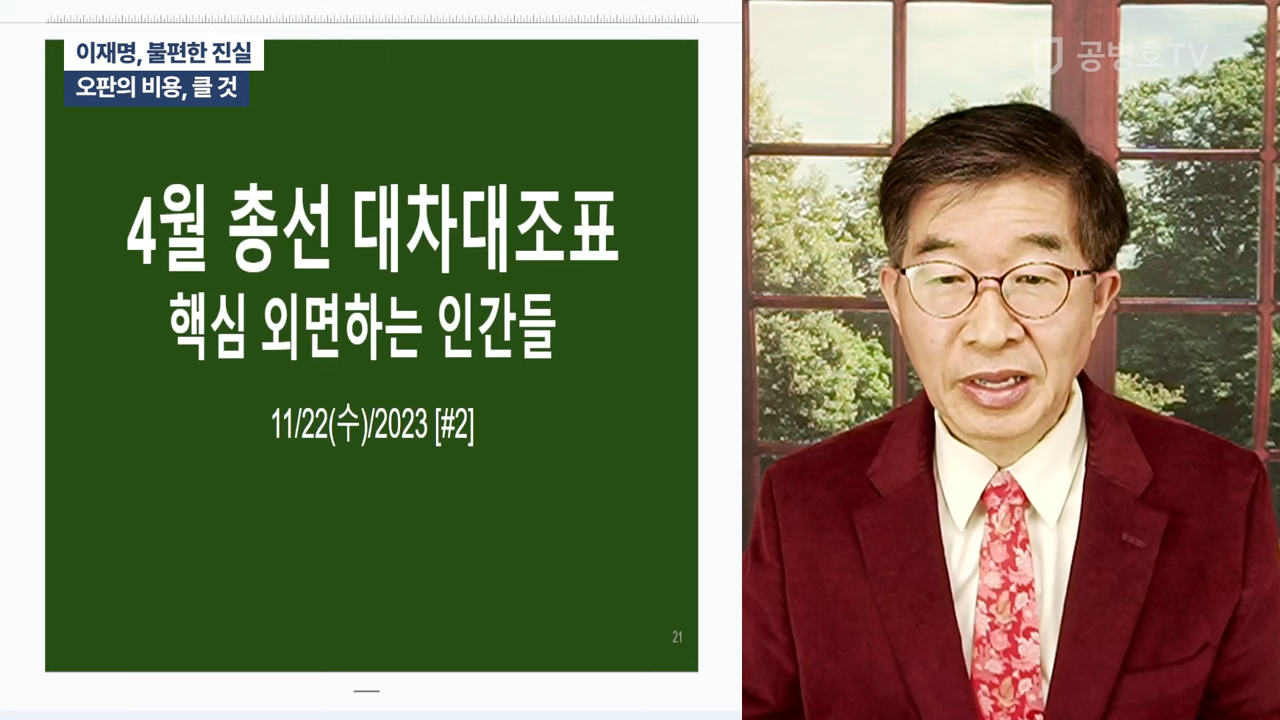 이재명, 불편한 진실
오판의 비용, 클 것
4월 총선 대차대조표
핵심 외면하는 인간들
11/22(수)/2023 [#2]
21
공병호TV